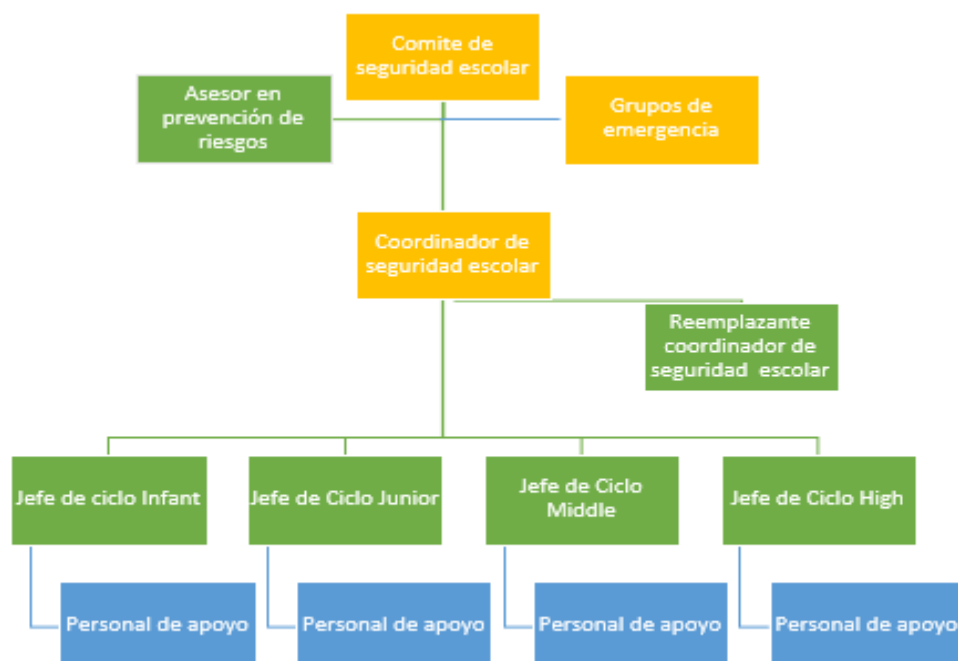 Comite de
seguridad escolar
Asesor en
prevención de
riesgos
Grupos de
emergencia
Coordinador de
seguridad escolar
Reemplazante
coordinador de
seguridad escolar
Jefe de ciclo Infant
Jefe de Ciclo Junior
Jefe de Ciclo
Middle
Jefe de Ciclo High
Personal de apoyo
Personal de apoyo
Personal de apoyo
Personal de apoyo